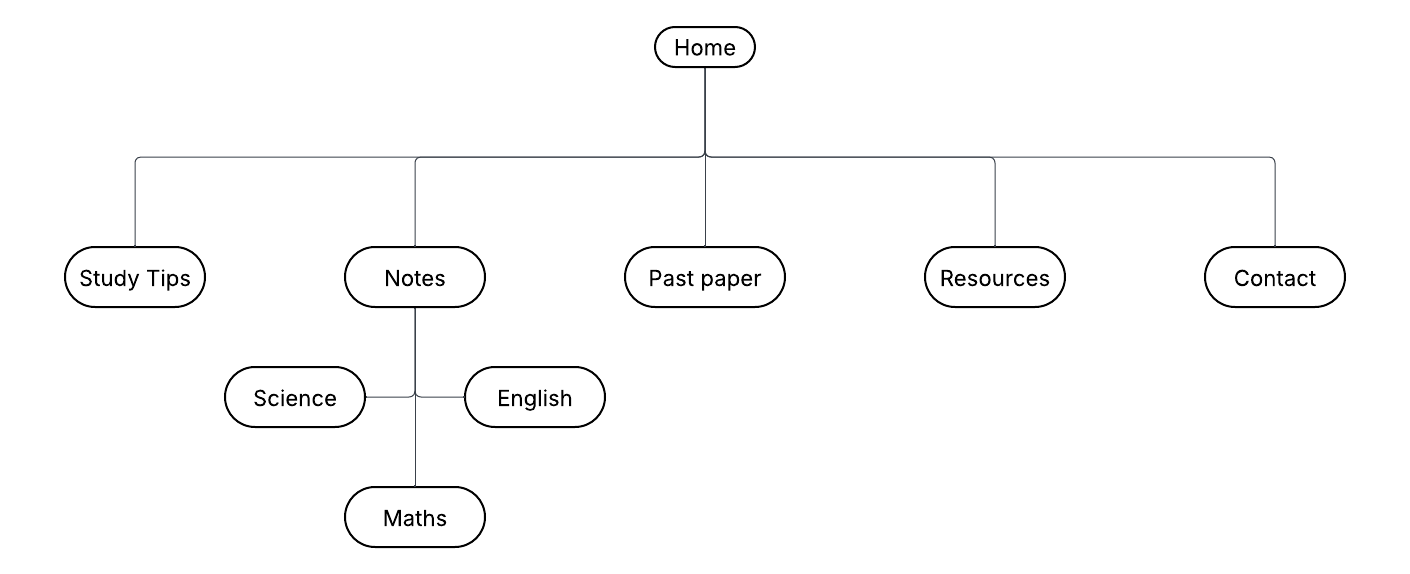 Home
Study Tips
Notes
Past paper
Resources
Contact
Science
English
Maths